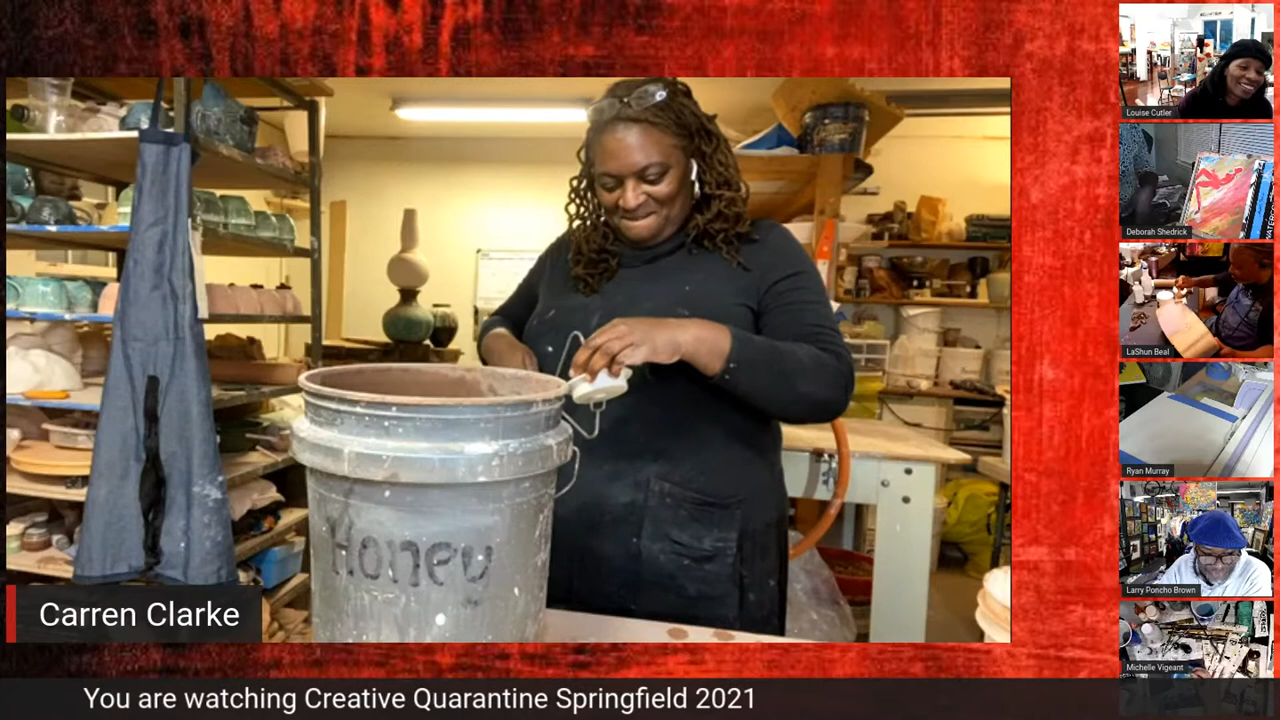 Honey
Carren Clarke
You are watching Creative Quarantine Springfield 2021
Louise Cutler
Deborah Shedrick
LaShun Beal
Ryan Murray
Larry Poncho Brown
Michelle Vigeant